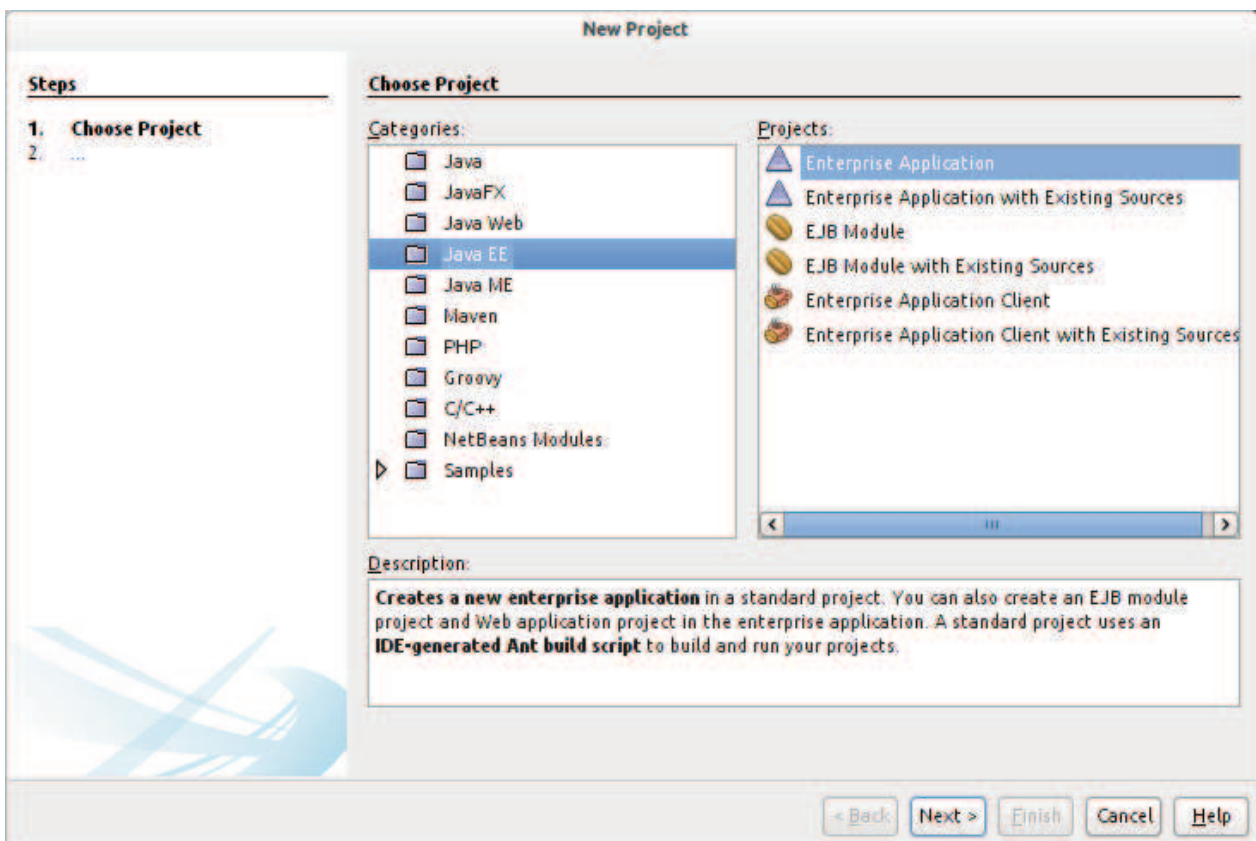 New Project
Steps
1. Choose Project
2. ...
Choose Project
Categories:
Java
JavaFX
Java Web
Java EE
Java ME
Maven
PHP
Groovy
C/C++
NetBeans Modules
Samples
Projects:
Enterprise Application
Enterprise Application with Existing Sources
EJB Module
EJB Module with Existing Sources
Enterprise Application Client
Enterprise Application Client with Existing Sources
Description:
Creates a new enterprise application in a standard project. You can also create an EJB module
project and Web application project in the enterprise application. A standard project uses an
IDE-generated Ant build script to build and run your projects.
< Back Next > Finish Cancel Help